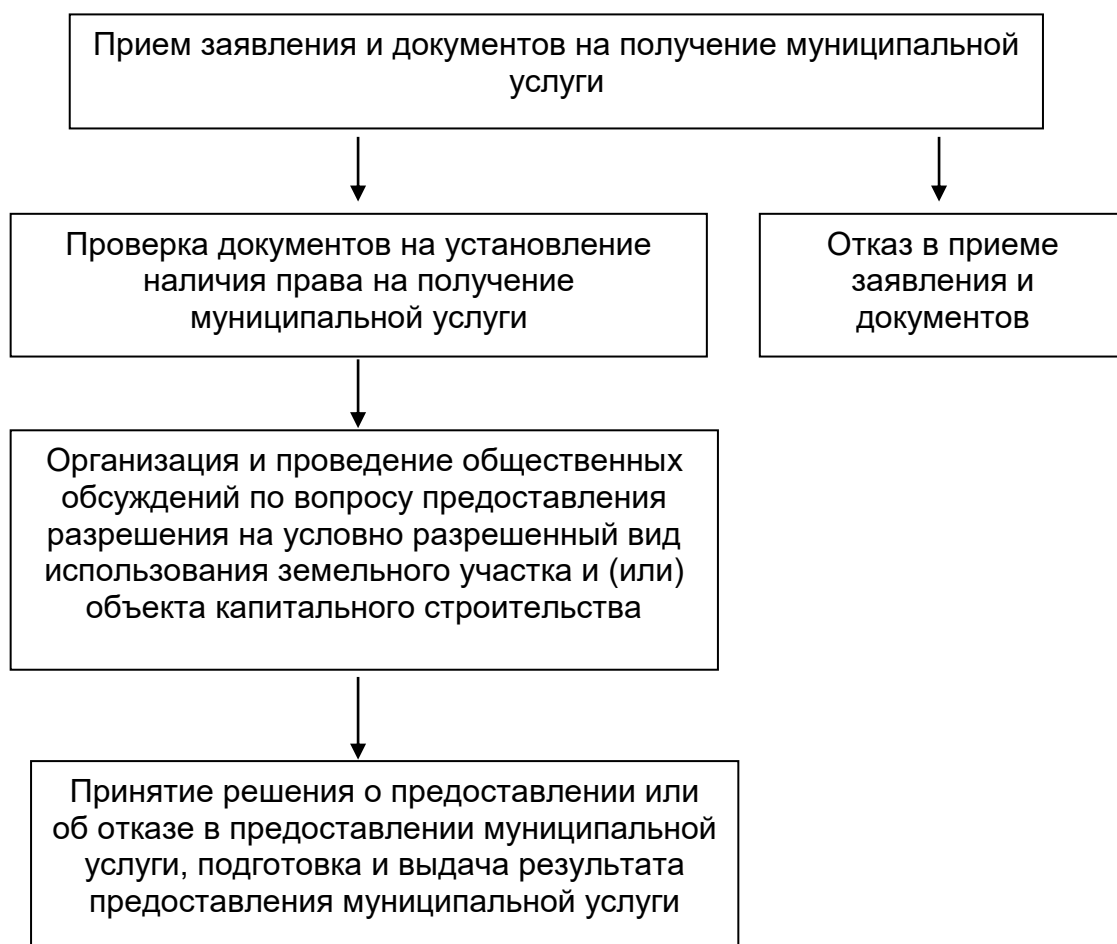 Прием заявления и документов на получение муниципальной
услуги
Проверка документов на установление
наличия права на получение
муниципальной услуги
Отказ в приеме
заявления и
документов
Организация и проведение общественных
обсуждений по вопросу предоставления
разрешения на условно разрешенный вид
использования земельного участка и (или)
объекта капитального строительства
Принятие решения о предоставлении или
об отказе в предоставлении муниципальной
услуги, подготовка и выдача результата
предоставления муниципальной услуги